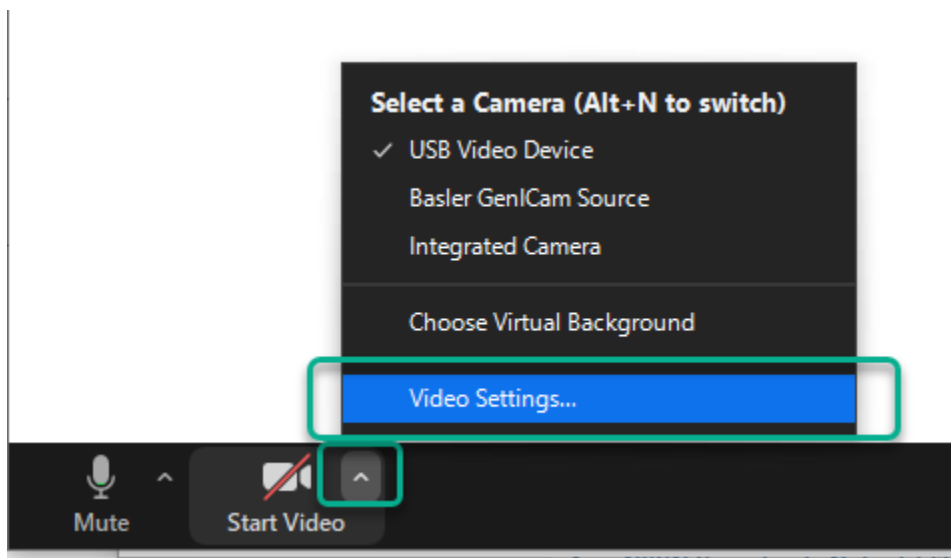 Select a Camera (Alt+N to switch)
USB Video Device
Basler GenICam Source
Integrated Camera
Choose Virtual Background
Video Settings...
Mute
Start Video